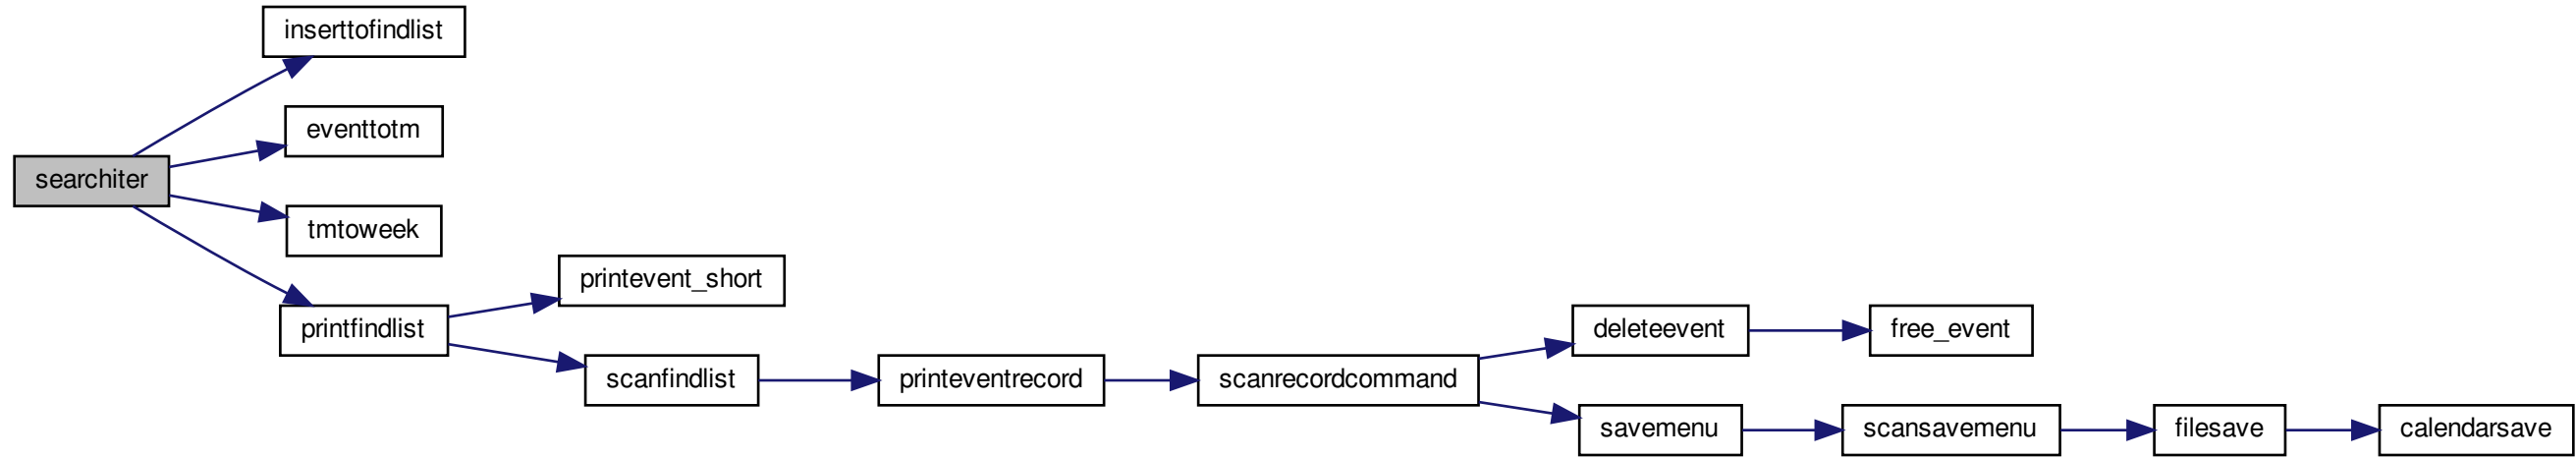 inserttofindlist
eventtotm
searchiter
tmtoweek
printevent_short
printfindlist
deleteevent
free_event
scanfindlist
printeventrecord
scanrecordcommand
savemenu
scansavemenu
filesave
calendarsave